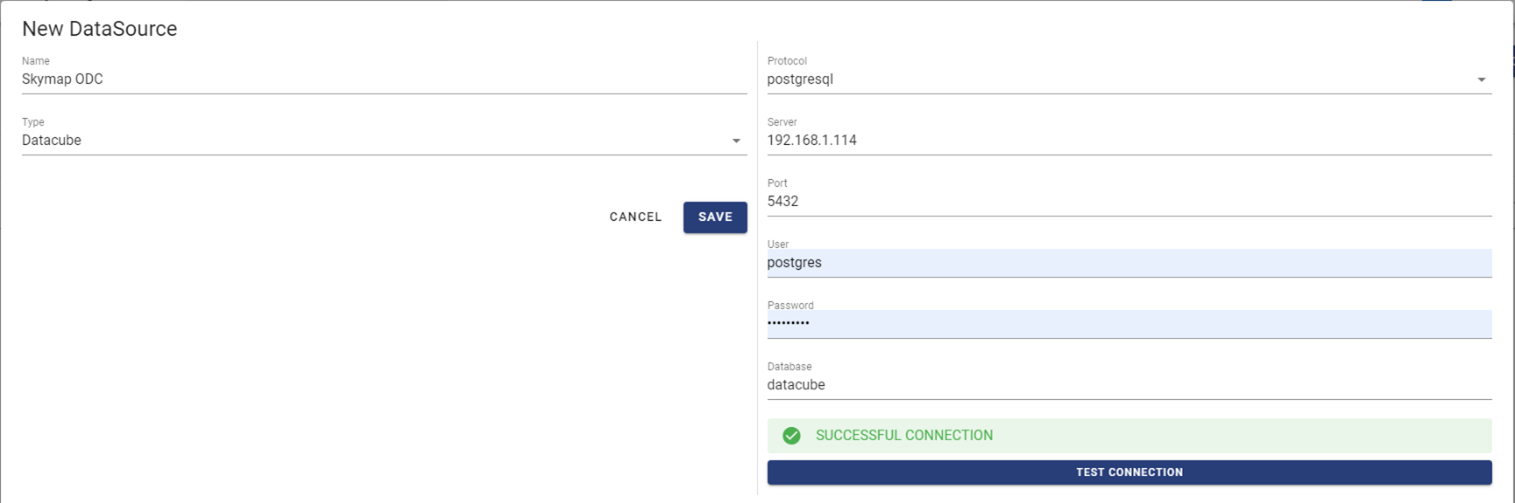 New DataSource
Name
Skymap ODC
Type
Datacube
CANCEL
SAVE
Protocol
postgresql
Server
192.168.1.114
Port
5432
User
postgres
Password
•••••••••
Database
datacube
SUCCESSFUL CONNECTION
TEST CONNECTION